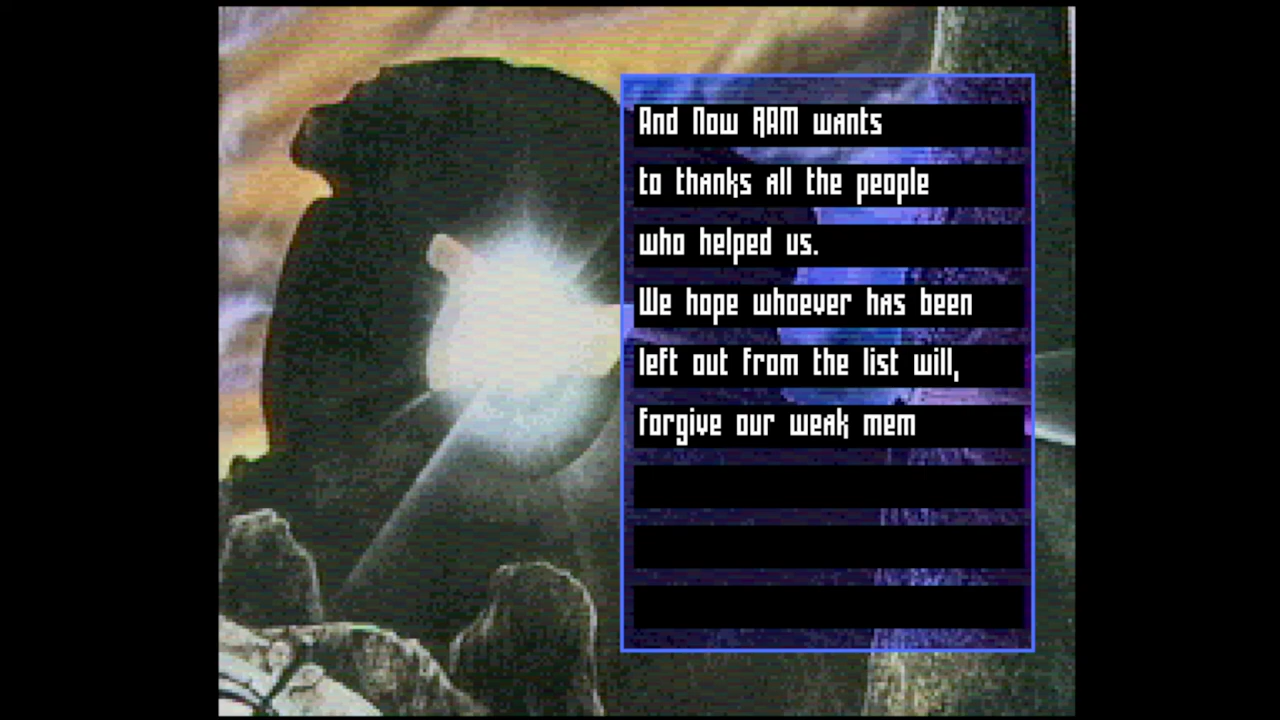 And Now RAM wants
to thanks all the people
who helped us.
We hope whoever has been
left out from the list will,
forgive our weak mem